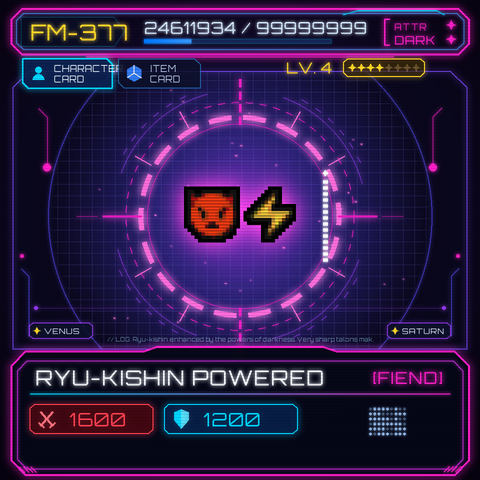 FM-377
24611934 / 99999999
ATTR
DARK
CHARACTER
CARD
ITEM
CARD
LV. 4
VENUS
SATURN
// LOG Ryu-kishin enhanced by the powers of darkness. Very sharp talons mak
RYU-KISHIN POWERED
[FIEND]
1600
1200